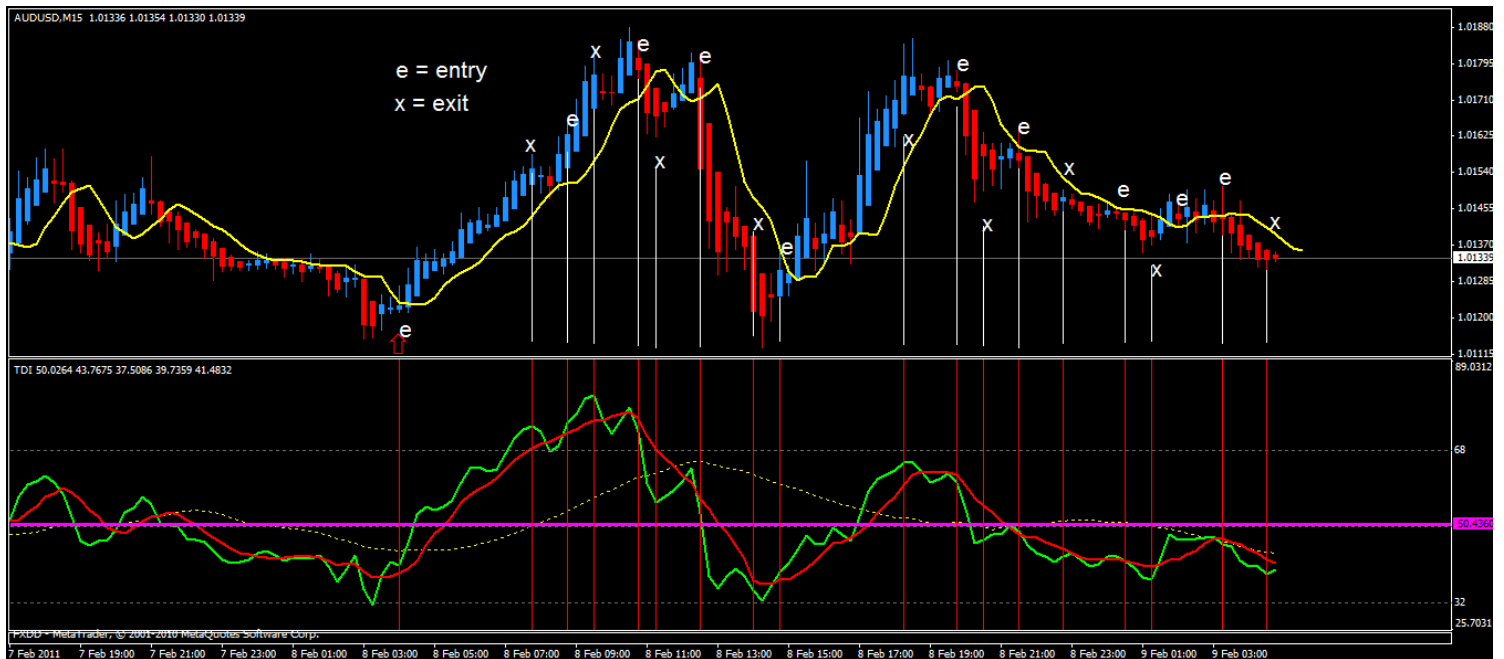 AUDUSD,M15 1.01336 1.01354 1.01330 1.01339
e = entry
x = exit
x
e
e
e
x
e
x
x
e
x
x
e
e
x
e
x
x
e
e
e
x
e
x
1.01880
1.01795
1.01710
1.01625
1.01540
1.01455
1.01370
1.01339
1.01285
1.01200
1.01115
TDI 50.0264 43.7675 37.5086 39.7359 41.4832
89.0312
68
50.4360
32
25.7031
FXDD - MetaTrader, © 2001-2010 MetaQuotes Software Corp.
7 Feb 2011 7 Feb 19:00 7 Feb 21:00 7 Feb 23:00 8 Feb 01:00 8 Feb 03:00 8 Feb 05:00 8 Feb 07:00 8 Feb 09:00 8 Feb 11:00 8 Feb 13:00 8 Feb 15:00 8 Feb 17:00 8 Feb 19:00 8 Feb 21:00 8 Feb 23:00 9 Feb 01:00 9 Feb 03:00